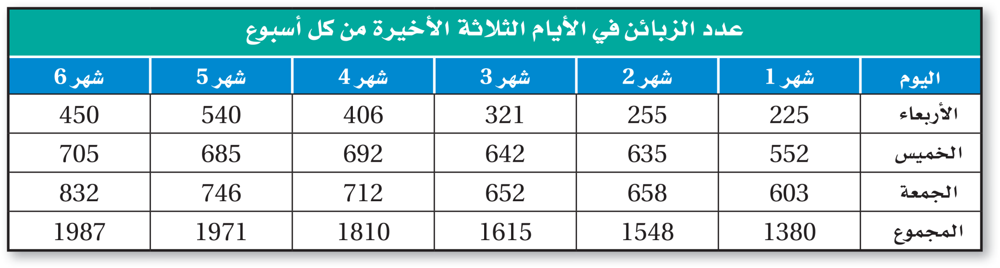 عدد الزبائن في الأيام الثلاثة الأخيرة من كل أسبوع
اليوم شهر 1 شهر 2 شهر 3 شهر 4 شهر 5 شهر 6
الأربعاء 225 255 321 406 540 450
الخميس 552 635 642 692 685 705
الجمعة 603 658 652 712 746 832
المجموع 1380 1548 1615 1810 1971 1987